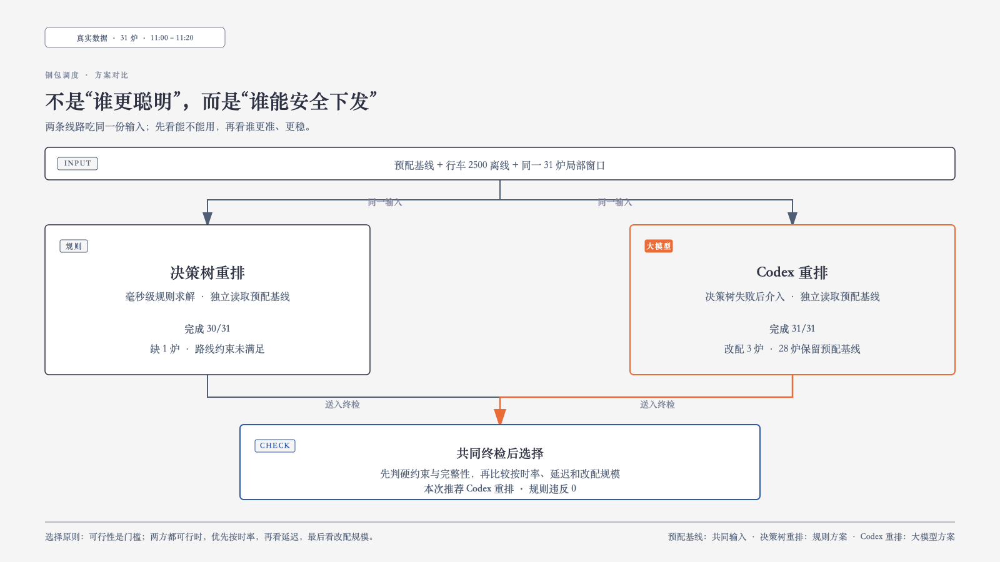 真实数据 · 31 炉 · 11:00 – 11:20
钢包调度 · 方案对比
不是“谁更聪明”，而是“谁能安全下发”
两条线路吃同一份输入；先看能不能用，再看谁更准、更稳。
INPUT
预配基线 + 行车 2500 离线 + 同一 31 炉局部窗口
同一输入
同一输入
规则
决策树重排
毫秒级规则求解 · 独立读取预配基线
完成 30/31
缺 1 炉 · 路线约束未满足
大模型
Codex 重排
决策树失败后介入 · 独立读取预配基线
完成 31/31
改配 3 炉 · 28 炉保留预配基线
送入终检
送入终检
CHECK
共同终检后选择
先判硬约束与完整性，再比较按时率、延迟和改配规模
本次推荐 Codex 重排 · 规则违反 0
选择原则：可行性是门槛；两方都可行时，优先按时率，再看延迟，最后看改配规模。
预配基线：共同输入 · 决策树重排：规则方案 · Codex 重排：大模型方案